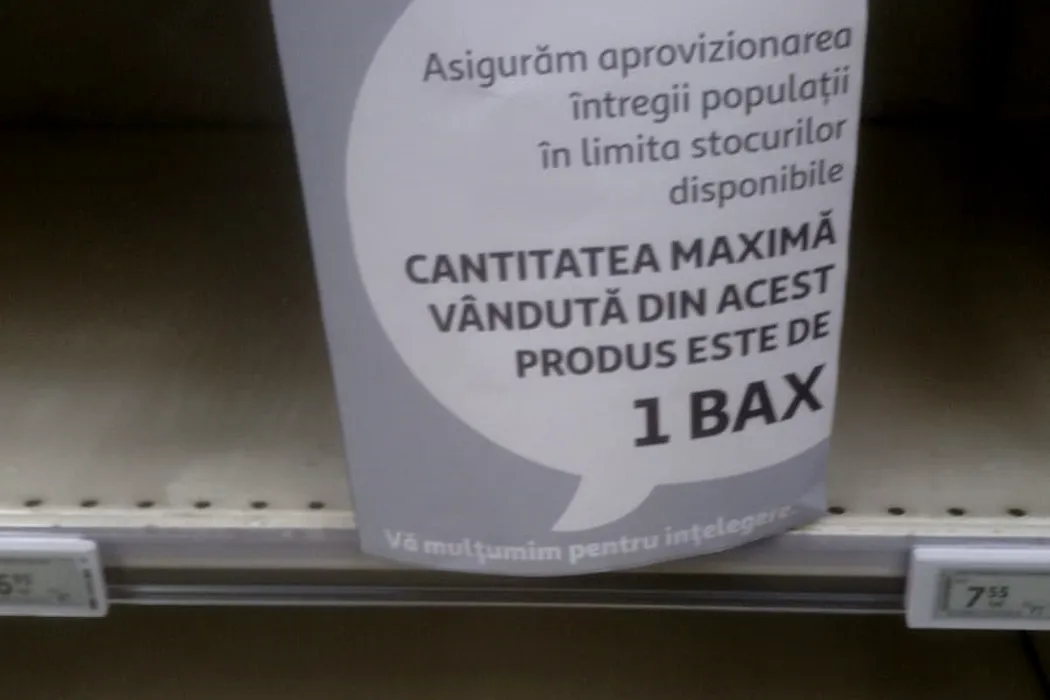 Asigurăm aprovizionarea
întregii populații
în limita stocurilor
disponibile
CANTITATEA MAXIMĂ
VÂNDUTĂ DIN ACEST
PRODUS ESTE DE
1 BAX
Vă mulțumim pentru înțelegere.
7 55